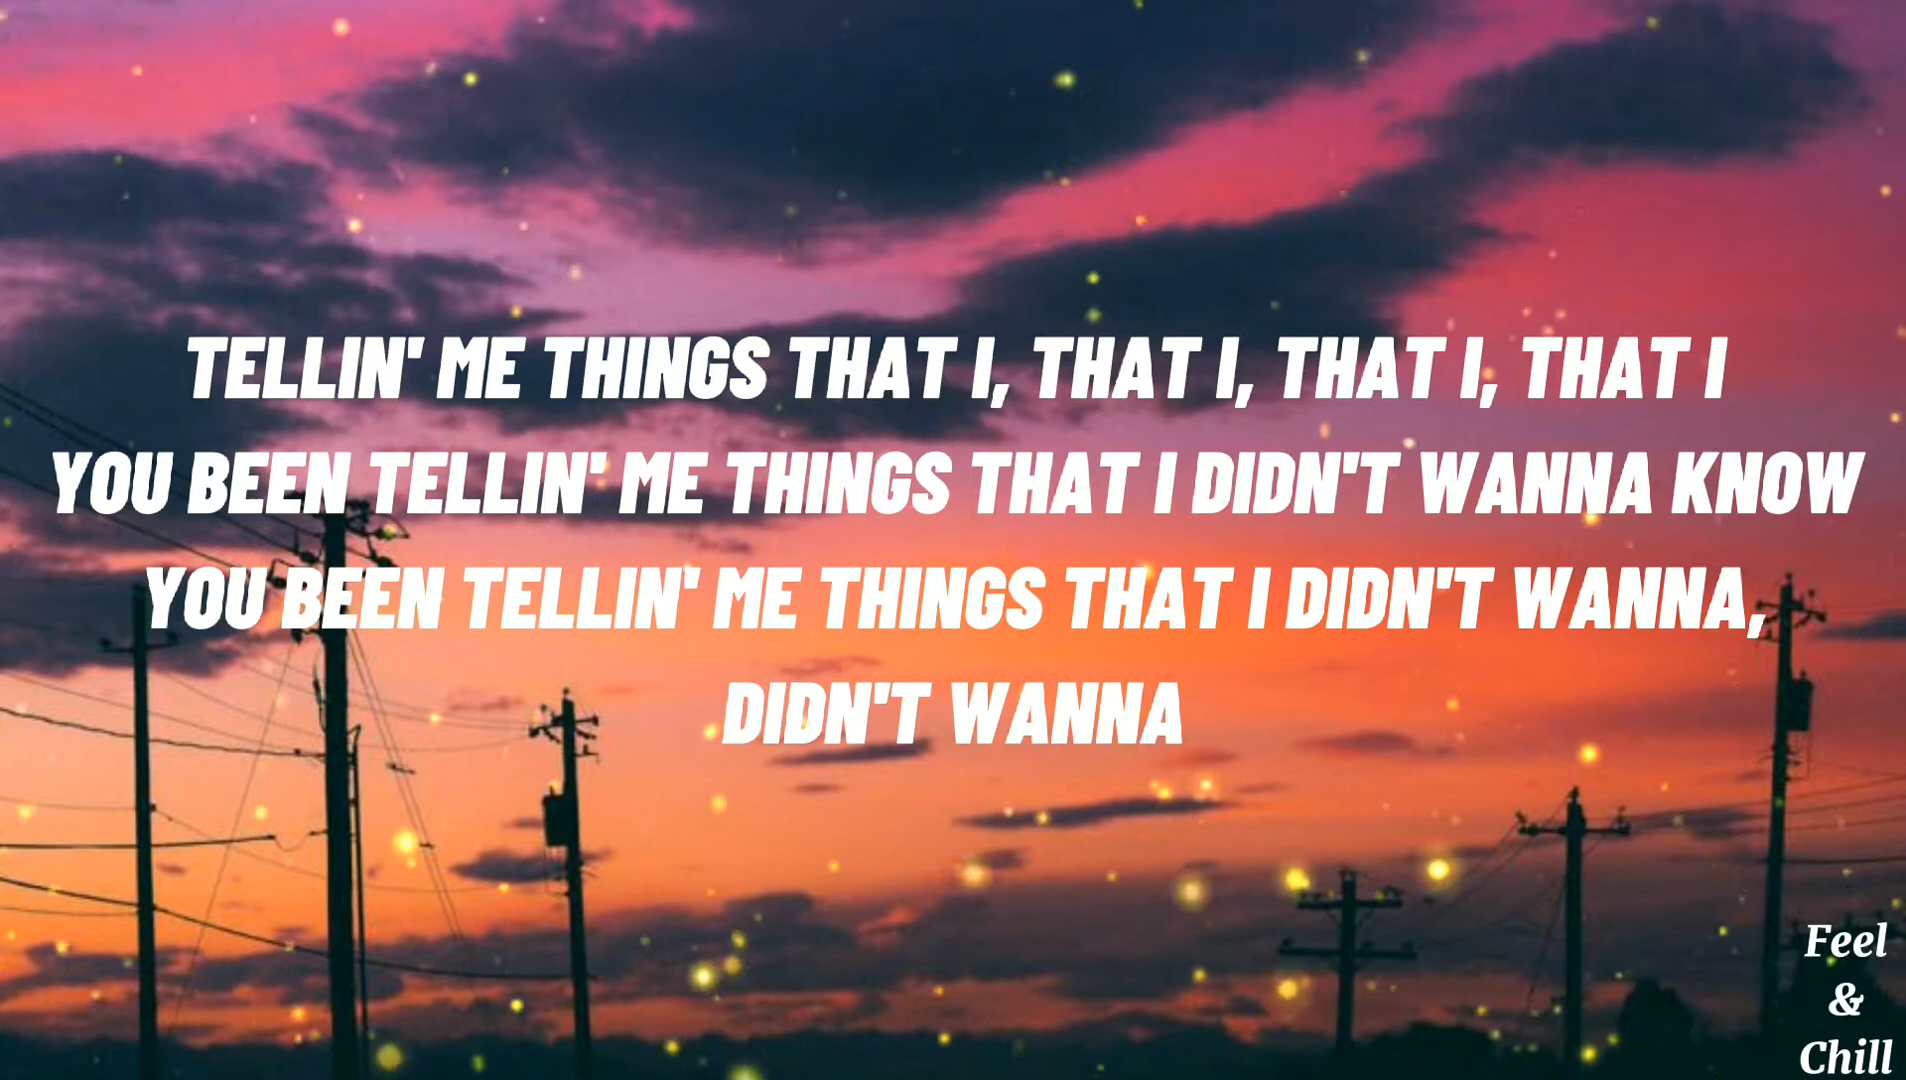 TELLIN' ME THINGS THAT I, THAT I, THAT I, THAT I
YOU BEEN TELLIN' ME THINGS THAT I DIDN'T WANNA KNOW
YOU BEEN TELLIN' ME THINGS THAT I DIDN'T WANNA,
DIDN'T WANNA
Feel
&
Chill